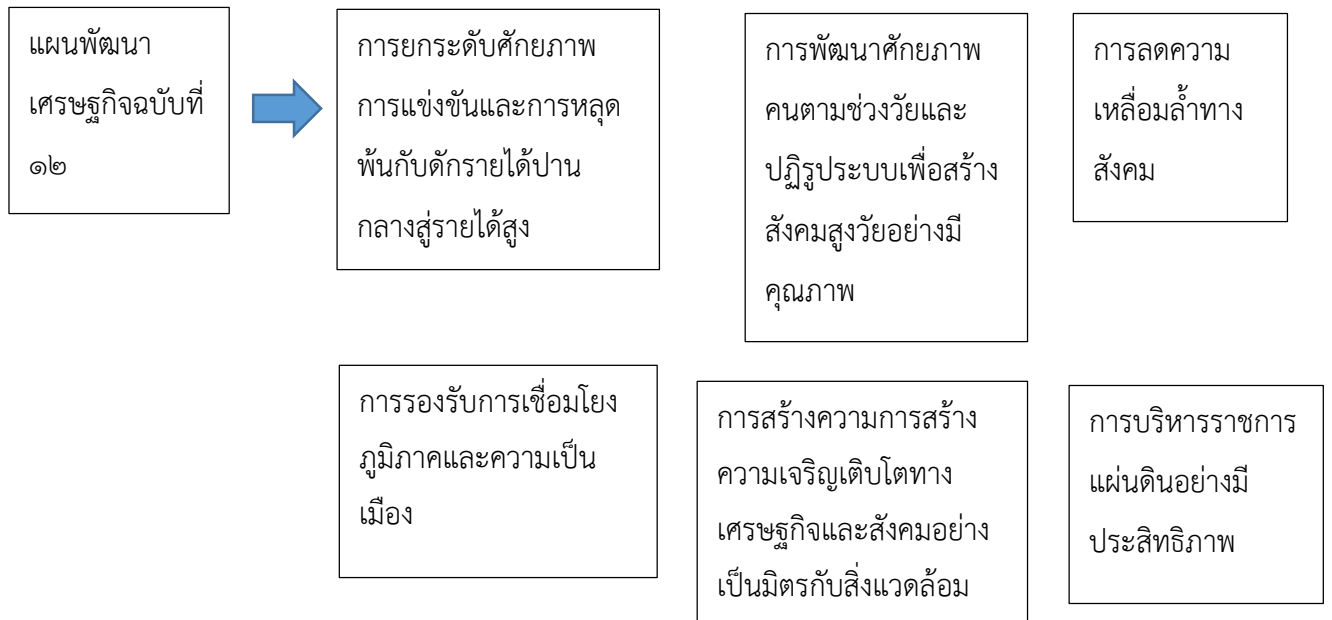 แผนพัฒนา
เศรษฐกิจฉบับที่
๑๒
การยกระดับศักยภาพ
การแข่งขันและการหลุด
พ้นกับดักรายได้ปาน
กลางสู่รายได้สูง
การพัฒนาศักยภาพ
คนตามช่วงวัยและ
ปฏิรูประบบเพื่อสร้าง
สังคมสูงวัยอย่างมี
คุณภาพ
การลดความ
เหลื่อมล้ำทาง
สังคม
การรองรับการเชื่อมโยง
ภูมิภาคและความเป็น
เมือง
การสร้างความการสร้าง
ความเจริญเติบโตทาง
เศรษฐกิจและสังคมอย่าง
เป็นมิตรกับสิ่งแวดล้อม
การบริหารราชการ
แผ่นดินอย่างมี
ประสิทธิภาพ